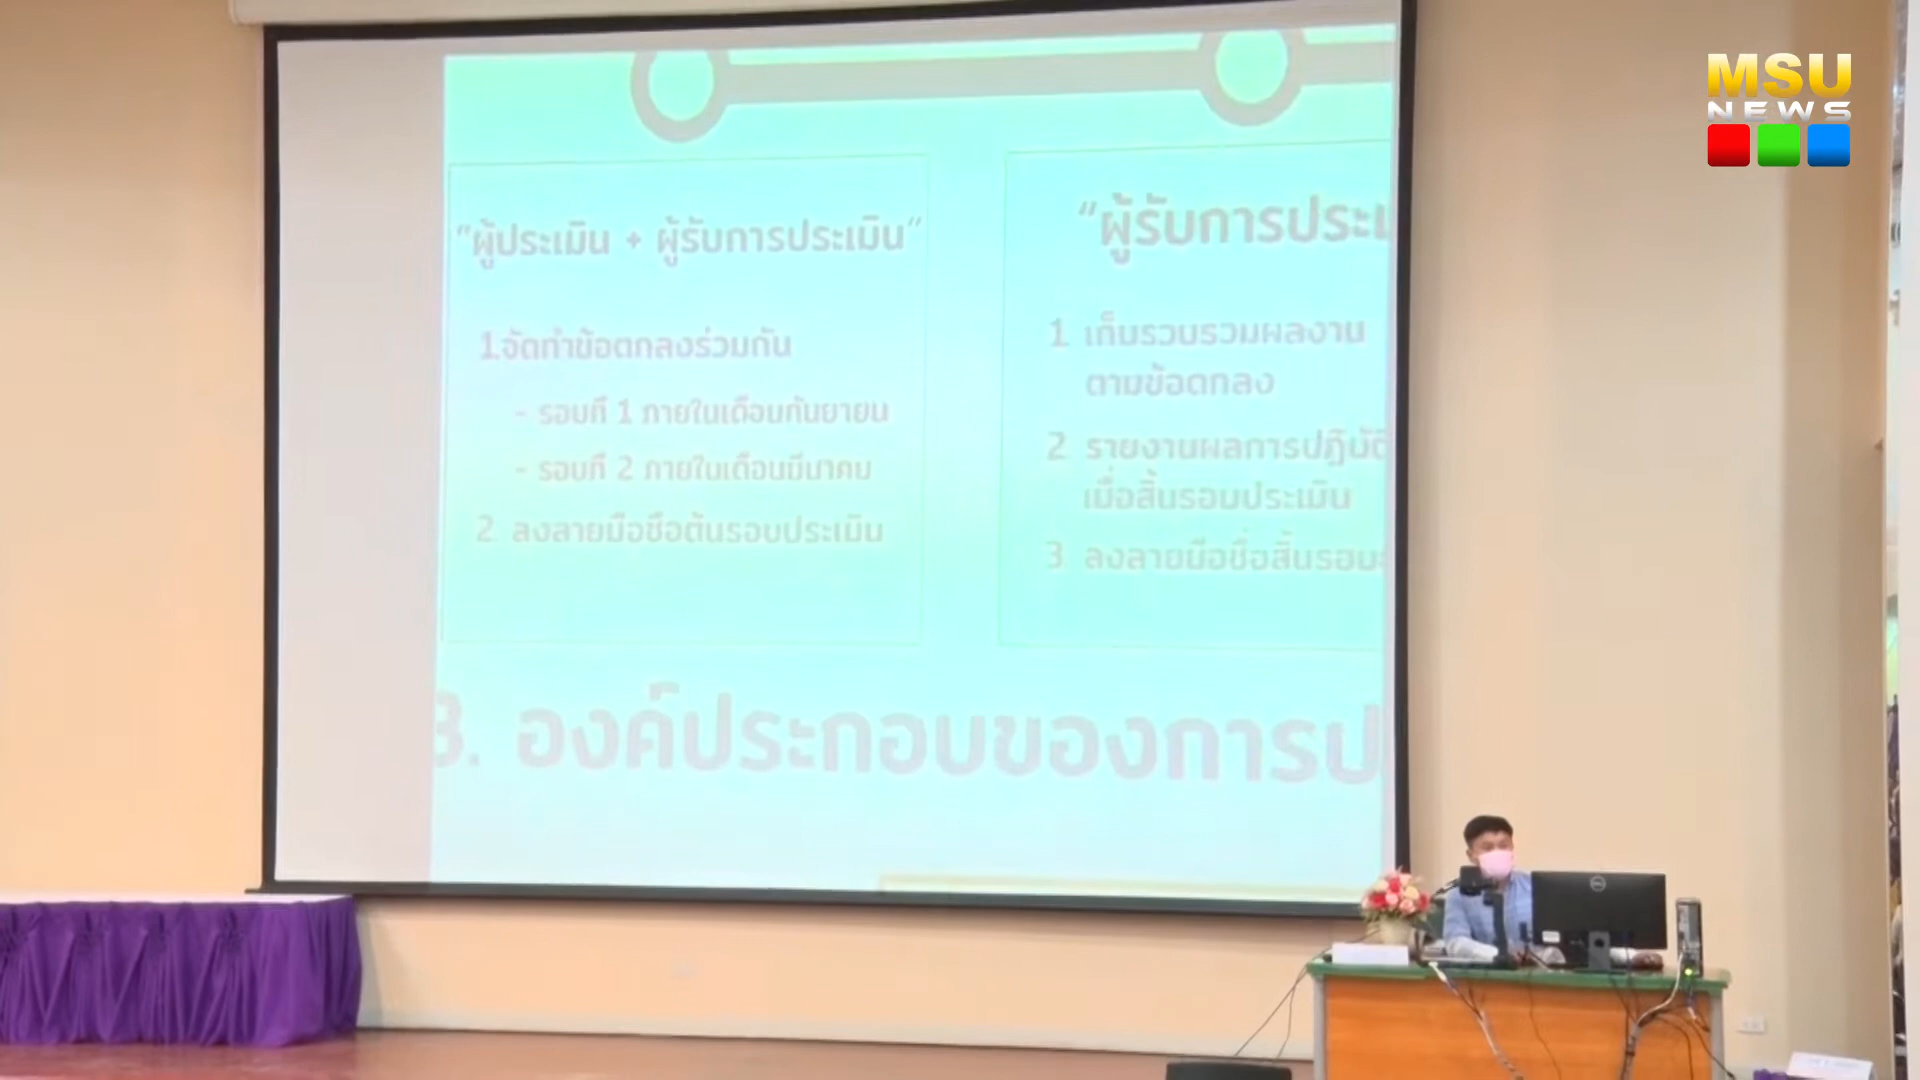 MSU
NEWS
“ผู้ประเมิน + ผู้รับการประเมิน”
1.จัดทำข้อตกลงร่วมกัน
- รอบที่ 1 ภายในเดือนกันยายน
- รอบที่ 2 ภายในเดือนมีนาคม
2. ลงลายมือชื่อต้นรอบประเมิน
“ผู้รับการประเ
1 เก็บรวบรวมผลงาน
ตามข้อตกลง
2 รายงานผลการปฏิบัติ
เมื่อสิ้นรอบประเมิน
3 ลงลายมือชื่อสิ้นรอบ
3. องค์ประกอบของการป
DELL